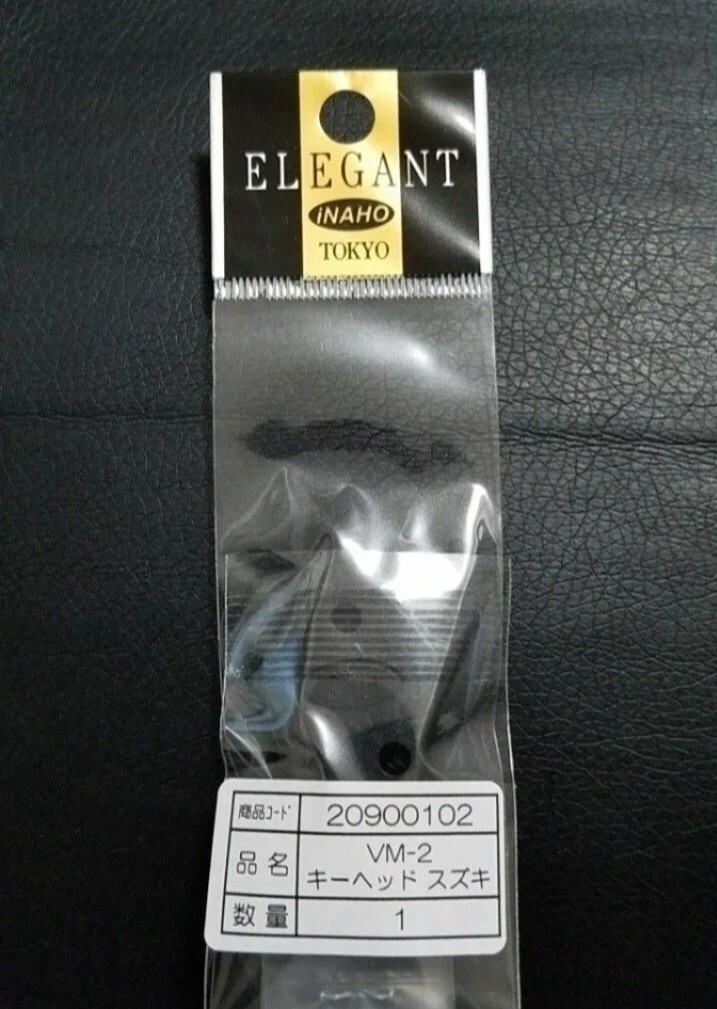 ELEGANT
iNAHO
TOKYO
商品ｺｰﾄﾞ 20900102
品名 VM-2
キーヘッド スズキ
数量 1